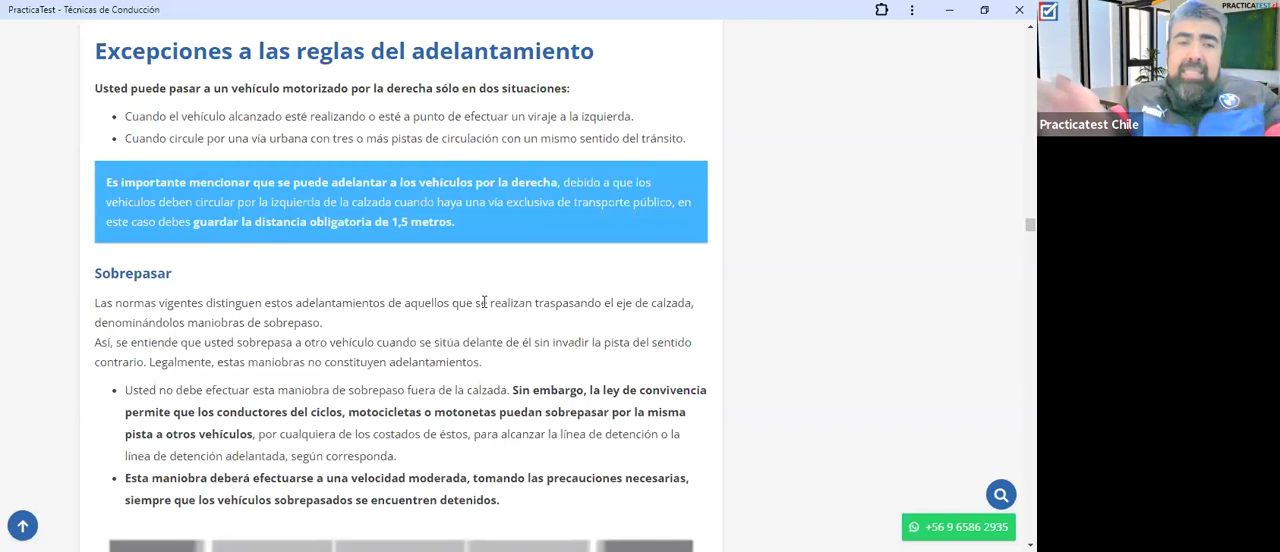 PracticaTest - Técnicas de Conducción
PRACTICATEST
Excepciones a las reglas del adelantamiento
Usted puede pasar a un vehículo motorizado por la derecha sólo en dos situaciones:
• Cuando el vehículo alcanzado esté realizando o esté a punto de efectuar un viraje a la izquierda.
• Cuando circule por una vía urbana con tres o más pistas de circulación con un mismo sentido del tránsito.
Practicatest Chile
Es importante mencionar que se puede adelantar a los vehículos por la derecha, debido a que los
vehículos deben circular por la izquierda de la calzada cuando haya una vía exclusiva de transporte público, en
este caso debes guardar la distancia obligatoria de 1,5 metros.
Sobrepasar
Las normas vigentes distinguen estos adelantamientos de aquellos que se realizan traspasando el eje de calzada,
denominándolos maniobras de sobrepaso.
Así, se entiende que usted sobrepasa a otro vehículo cuando se sitúa delante de él sin invadir la pista del sentido
contrario. Legalmente, estas maniobras no constituyen adelantamientos.
• Usted no debe efectuar esta maniobra de sobrepaso fuera de la calzada. Sin embargo, la ley de convivencia
permite que los conductores del ciclos, motocicletas o motonetas puedan sobrepasar por la misma
pista a otros vehículos, por cualquiera de los costados de éstos, para alcanzar la línea de detención o la
línea de detención adelantada, según corresponda.
• Esta maniobra deberá efectuarse a una velocidad moderada, tomando las precauciones necesarias,
siempre que los vehículos sobrepasados se encuentren detenidos.
+56 9 6586 2935